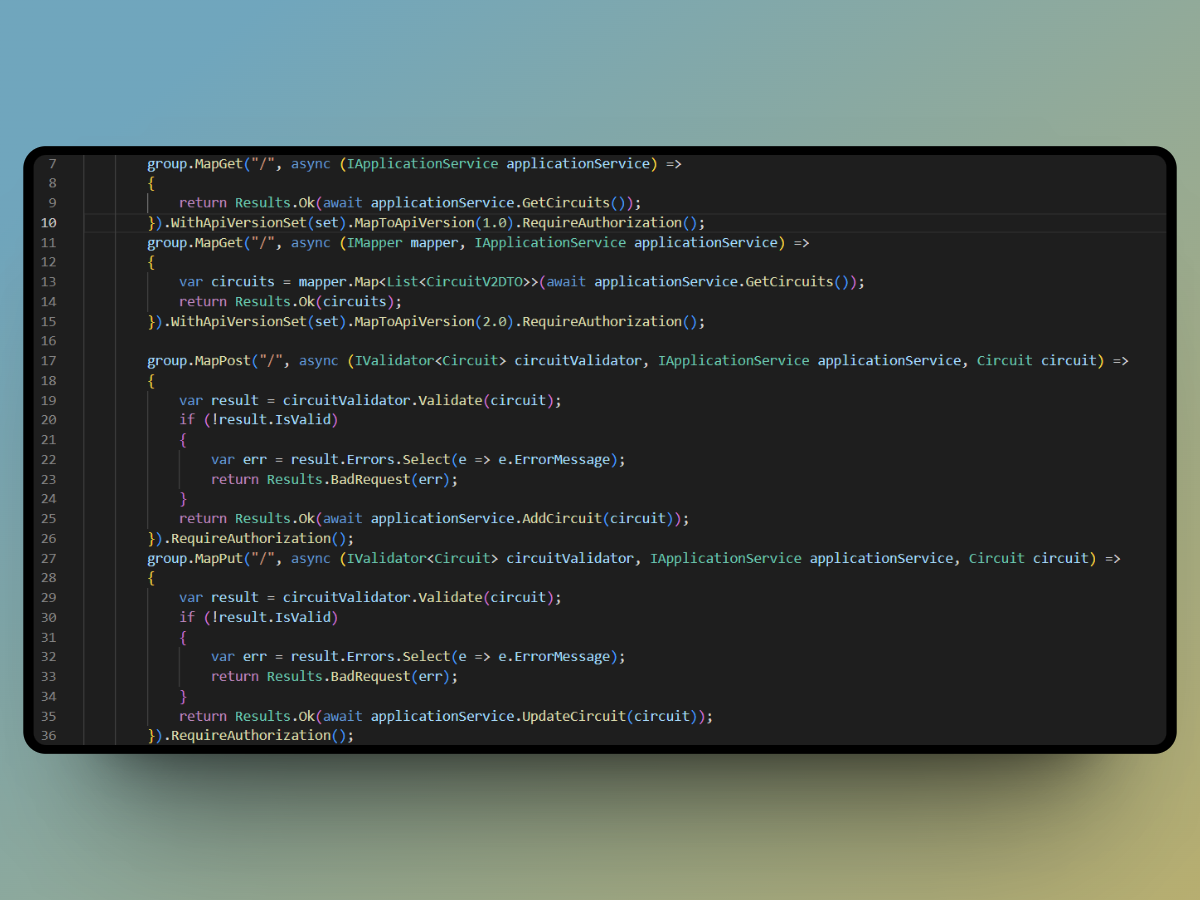 7 group.MapGet("/", async (IApplicationService applicationService) =>
8 {
9 return Results.Ok(await applicationService.GetCircuits());
10 }).WithApiVersionSet(set).MapToApiVersion(1.0).RequireAuthorization();
11 group.MapGet("/", async (IMapper mapper, IApplicationService applicationService) =>
12 {
13 var circuits = mapper.Map<List<CircuitV2DTO>>(await applicationService.GetCircuits());
14 return Results.Ok(circuits);
15 }).WithApiVersionSet(set).MapToApiVersion(2.0).RequireAuthorization();
16
17 group.MapPost("/", async (IValidator<Circuit> circuitValidator, IApplicationService applicationService, Circuit circuit) =>
18 {
19 var result = circuitValidator.Validate(circuit);
20 if (!result.IsValid)
21 {
22 var err = result.Errors.Select(e => e.ErrorMessage);
23 return Results.BadRequest(err);
24 }
25 return Results.Ok(await applicationService.AddCircuit(circuit));
26 }).RequireAuthorization();
27 group.MapPut("/", async (IValidator<Circuit> circuitValidator, IApplicationService applicationService, Circuit circuit) =>
28 {
29 var result = circuitValidator.Validate(circuit);
30 if (!result.IsValid)
31 {
32 var err = result.Errors.Select(e => e.ErrorMessage);
33 return Results.BadRequest(err);
34 }
35 return Results.Ok(await applicationService.UpdateCircuit(circuit));
36 }).RequireAuthorization();